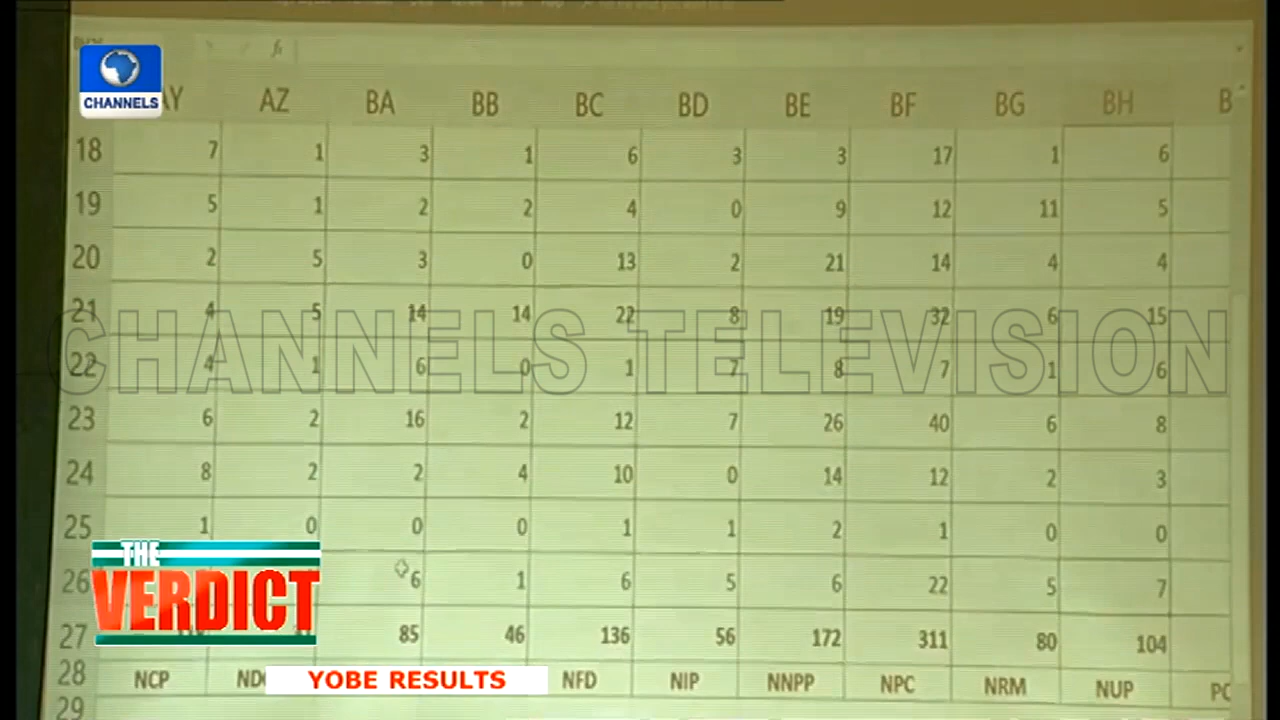 CHANNELS
AZ BA BB BC BD BE BF BG BH
18 7 1 3 1 6 3 3 17 1 6
19 5 1 2 2 4 0 9 12 11 5
20 2 5 3 0 13 2 21 14 4 4
21 4 5 14 14 22 8 19 32 6 15
CHANNELS TELEVISION
22 4 1 6 0 1 7 8 7 1 6
23 6 2 16 2 12 7 26 40 6 8
24 8 2 2 4 10 0 14 12 2 3
25 1 0 0 0 1 1 2 1 0 0
26 6 1 6 5 6 22 5 7
THE
VERDICT
27 85 46 136 56 172 311 80 104
28 NCP NFD NIP NNPP NPC NRM NUP
YOBE RESULTS
29